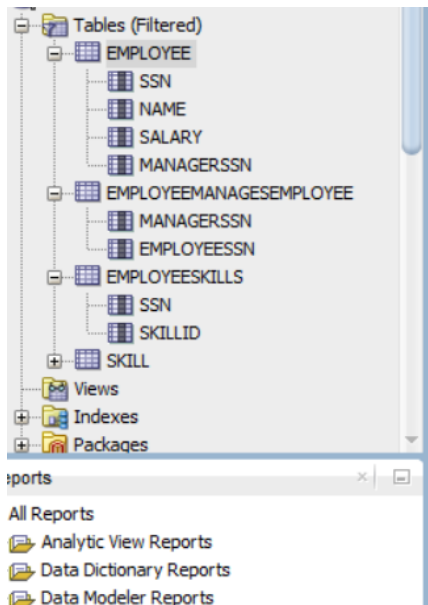 Tables (Filtered)
EMPLOYEE
SSN
NAME
SALARY
MANAGERSSN
EMPLOYEEMANAGESEMPLOYEE
MANAGERSSN
EMPLOYEESSN
EMPLOYEESKILLS
SSN
SKILLID
SKILL
Views
Indexes
Packages
eports
All Reports
Analytic View Reports
Data Dictionary Reports
Data Modeler Reports